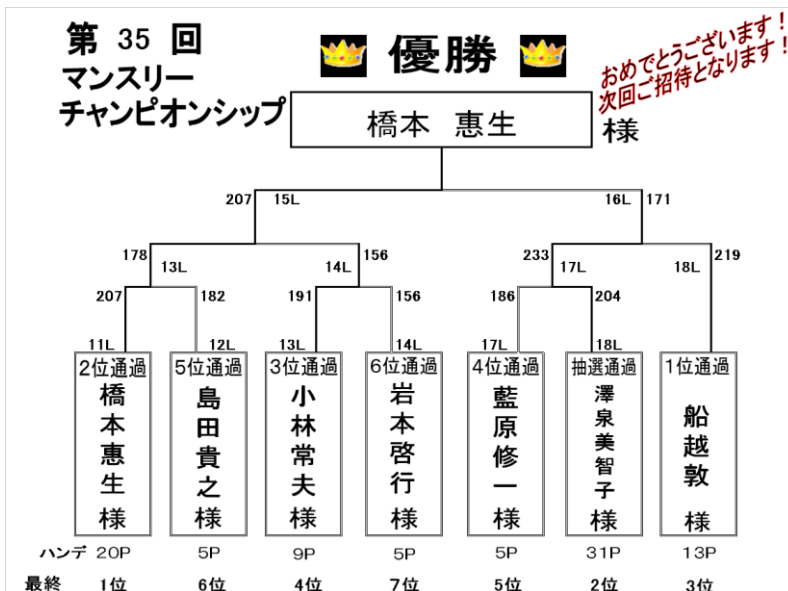 第 35 回
マンスリー
チャンピオンシップ
優勝
おめでとうございます！
次回ご招待となります！
橋本 惠生
様
207 15L 16L 171
178 13L 14L 156 233 17L 18L 219
207 182 191 156 186 204
11L 12L 13L 14L 17L 18L
2位通過 5位通過 3位通過 6位通過 4位通過 抽選通過 1位通過
橋本惠生 様
島田貴之 様
小林常夫 様
岩本啓行 様
藍原修一 様
澤泉美智子 様
船越敦 様
ハンデ 20P 5P 9P 5P 5P 31P 13P
最終 1位 6位 4位 7位 5位 2位 3位